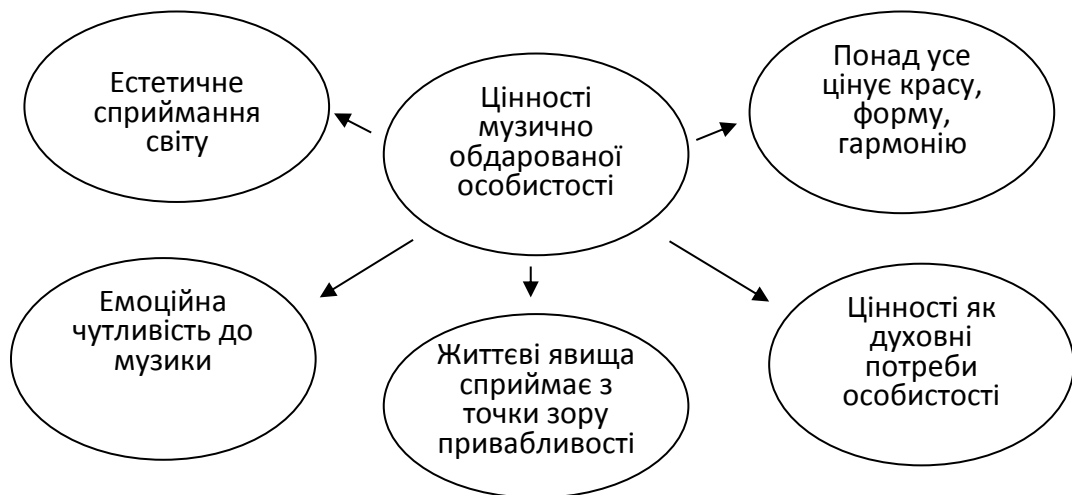 Естетичне
сприймання
світу
Цінності
музично
обдарованої
особистості
Понад усе
цінує красу,
форму,
гармонію
Емоційна
чутливість до
музики
Життєві явища
сприймає з
точки зору
привабливості
Цінності як
духовні
потреби
особистості